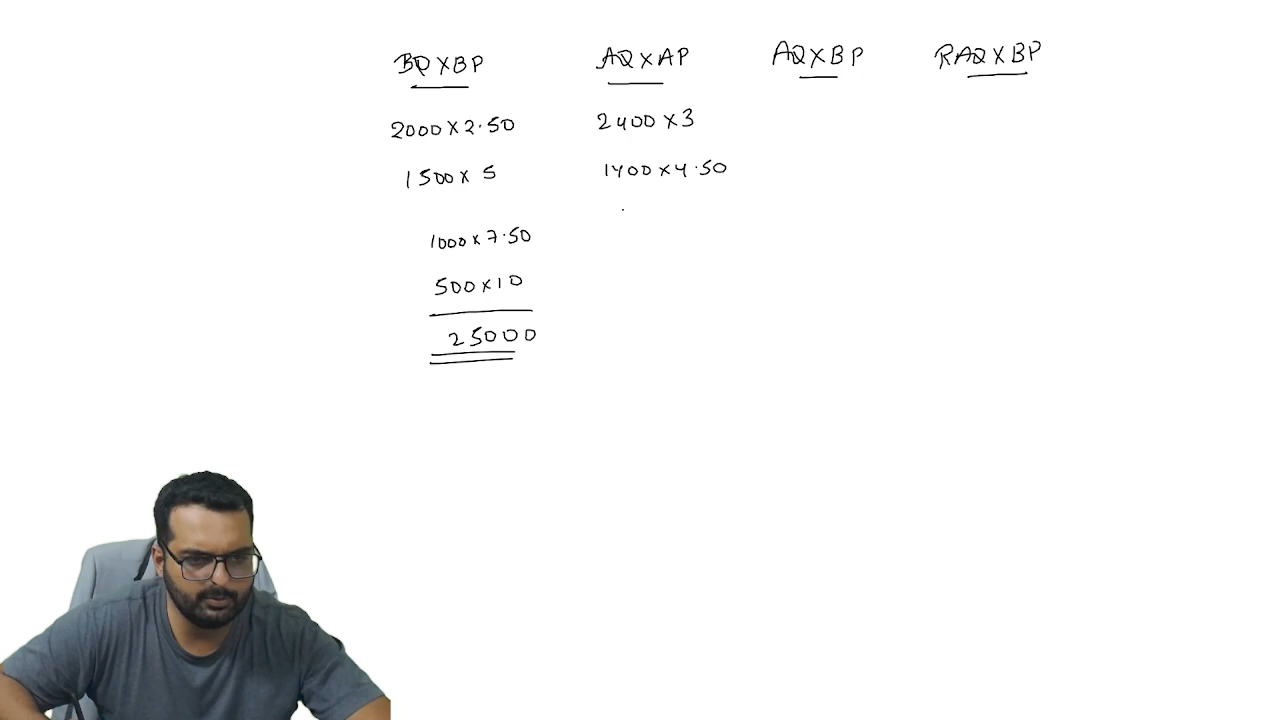 BQ X BP AQ X AP AQ X BP RAQ X BP
2000 X 2.50 2400 X 3
1500 X 5 1400 X 4.50
1000 X 7.50
500 X 10
25000